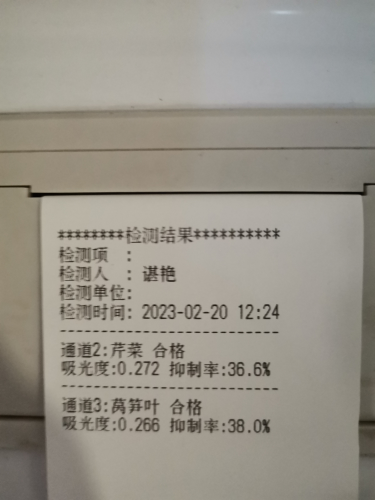 ********检测结果**********
检测项 :
检测人 : 谌艳
检测单位:
检测时间: 2023-02-20 12:24
----------------------------
通道2:芹菜 合格
吸光度:0.272 抑制率:36.6%
----------------------------
通道3:莴笋叶 合格
吸光度:0.266 抑制率:38.0%
----------------------------